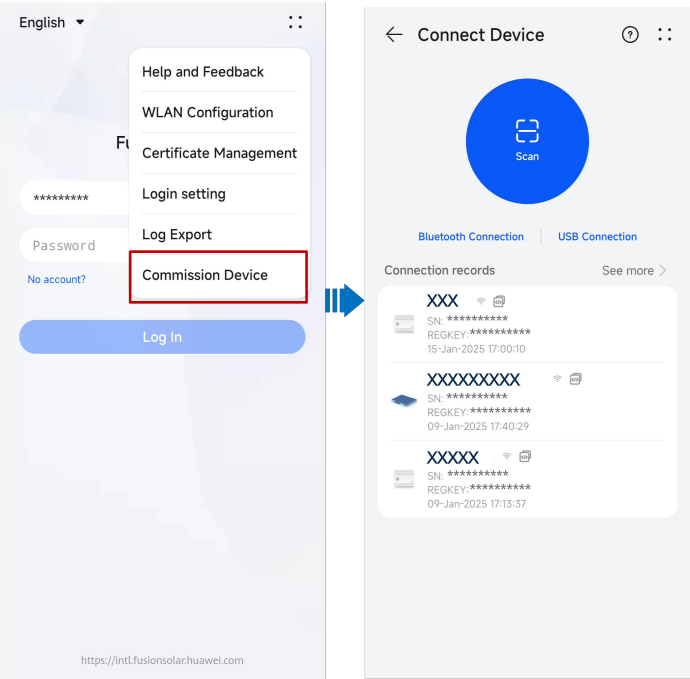 English
Help and Feedback
WLAN Configuration
Certificate Management
Login setting
Log Export
Commission Device
*********
Password
No account?
Log In
https://intl.fusionsolar.huawei.com
Connect Device
Scan
Bluetooth Connection
USB Connection
Connection records
See more
XXX
SN: **********
REGKEY:**********
15-Jan-2025 17:00:10
XXXXXXXXX
SN: **********
REGKEY:**********
09-Jan-2025 17:40:29
XXXXX
SN: **********
REGKEY:**********
09-Jan-2025 17:13:37